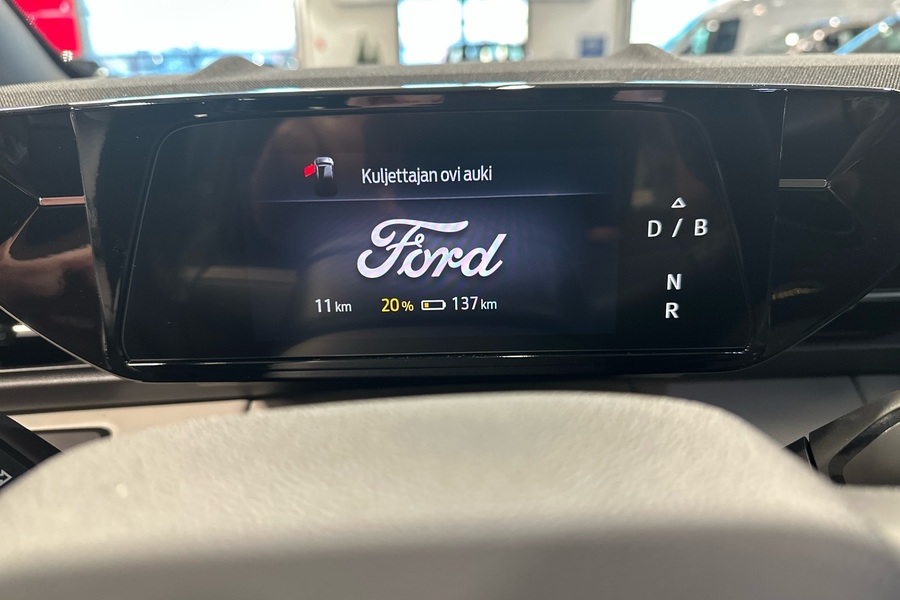 Kuljettajan ovi auki
Ford
11 km 20 % 137 km
D / B
N
R